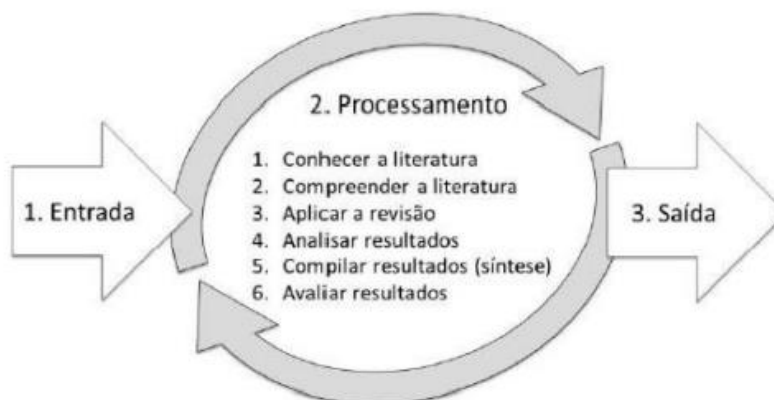 2. Processamento
1. Entrada
1. Conhecer a literatura
2. Compreender a literatura
3. Aplicar a revisão
4. Analisar resultados
5. Compilar resultados (síntese)
6. Avaliar resultados
3. Saída